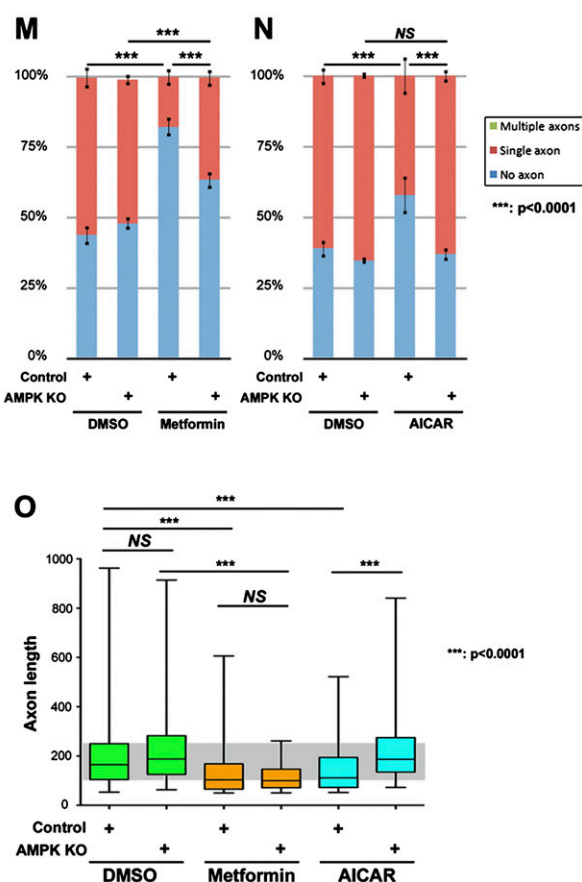 M
N
***
NS
***
***
***
***
100%
100%
75%
75%
50%
50%
25%
25%
0%
0%
Multiple axons
Single axon
No axon
***: p<0.0001
Control + +
AMPK KO + +
DMSO Metformin
Control + +
AMPK KO + +
DMSO AICAR
O
***
***
NS
***
***
NS
1000
800
600
400
200
0
Axon length
***: p<0.0001
Control + + +
AMPK KO + + +
DMSO Metformin AICAR